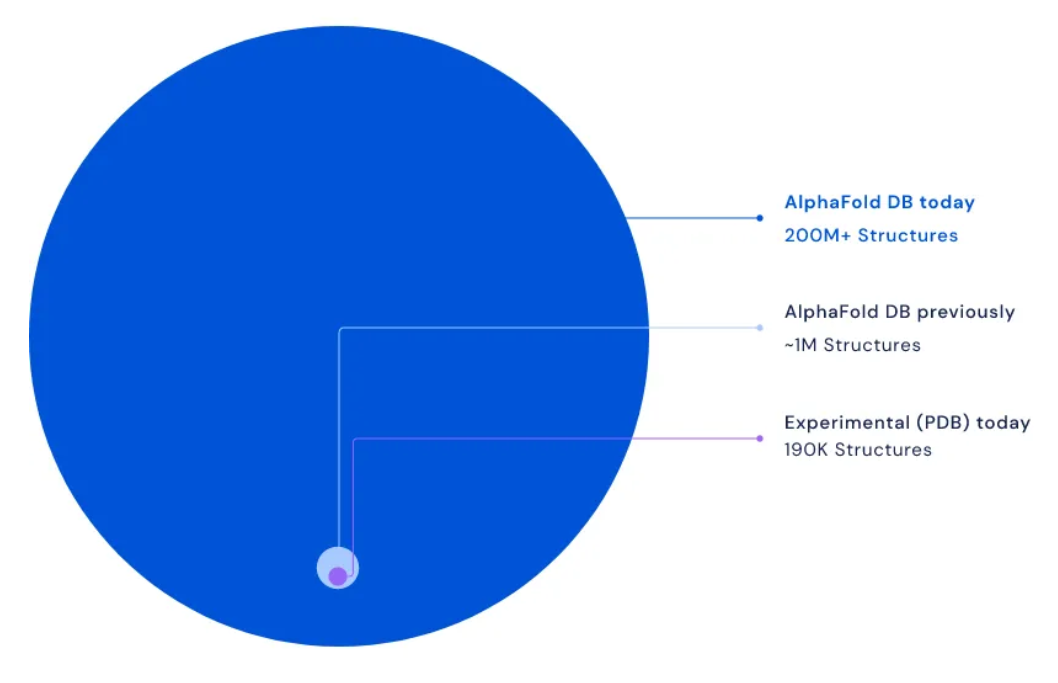 AlphaFold DB today
200M+ Structures
AlphaFold DB previously
~1M Structures
Experimental (PDB) today
190K Structures